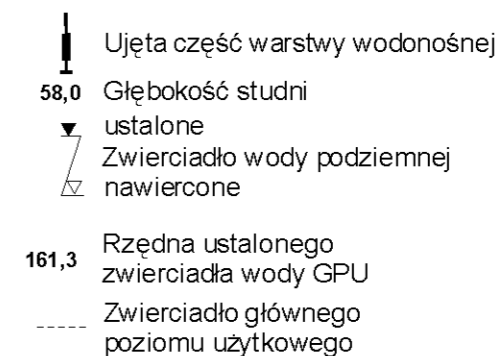 Ujęta część warstwy wodonośnej
58,0 Głębokość studni
ustalone
Zwierciadło wody podziemnej
nawiercone
161,3 Rzędna ustalonego
zwierciadła wody GPU
Zwierciadło głównego
poziomu użytkowego